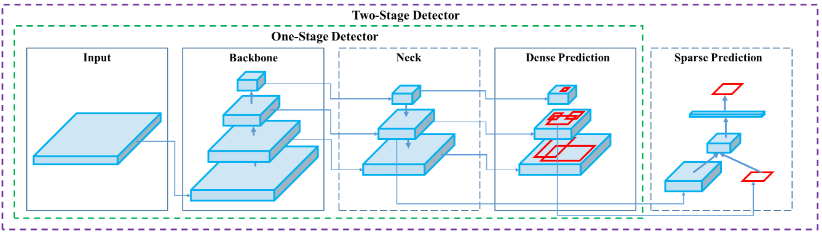 Two-Stage Detector
One-Stage Detector
Input
Backbone
Neck
Dense Prediction
Sparse Prediction